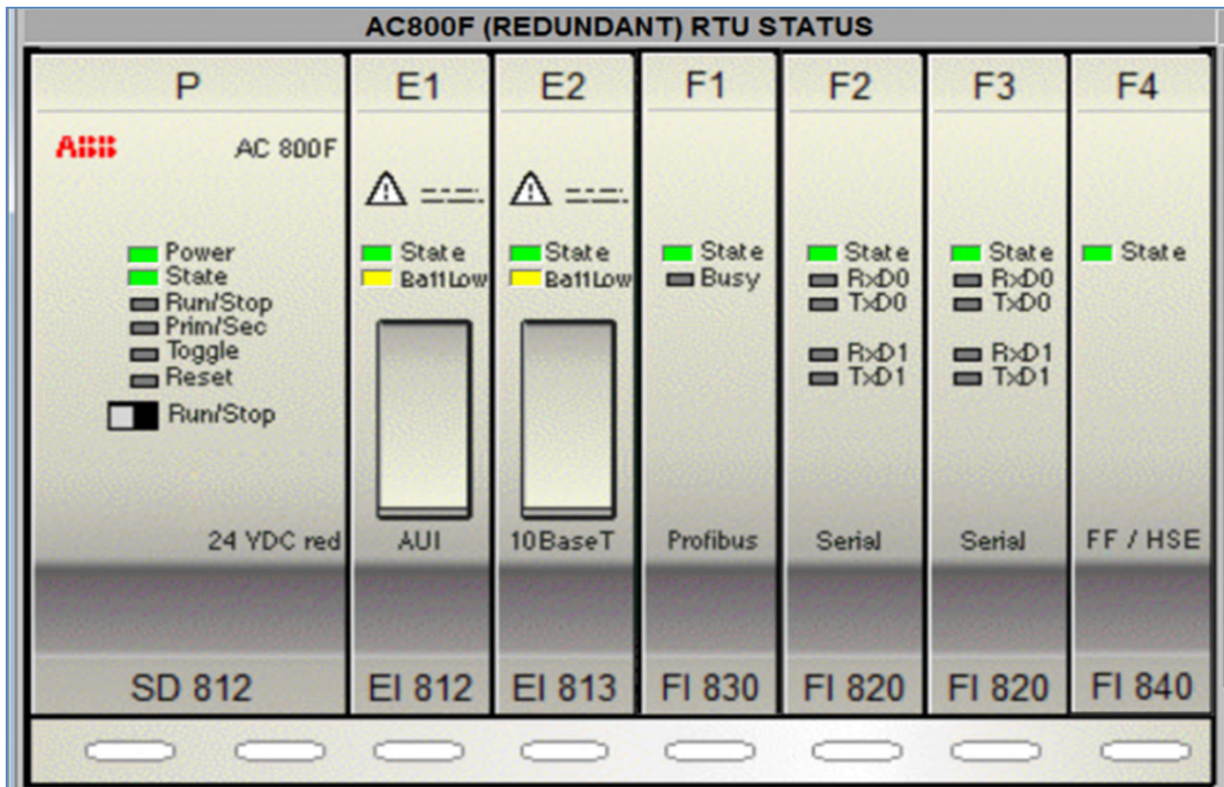 AC800F (REDUNDANT) RTU STATUS
P
E1
E2
F1
F2
F3
F4
ABB
AC 800F
Power
State
Run/Stop
Prim/Sec
Toggle
Reset
Run/Stop
24 VDC red
SD 812
State
BattLow
AUI
EI 812
State
BattLow
10BaseT
EI 813
State
Busy
Profibus
FI 830
State
RxD0
TxD0
RxD1
TxD1
Serial
FI 820
State
RxD0
TxD0
RxD1
TxD1
Serial
FI 820
State
FF / HSE
FI 840